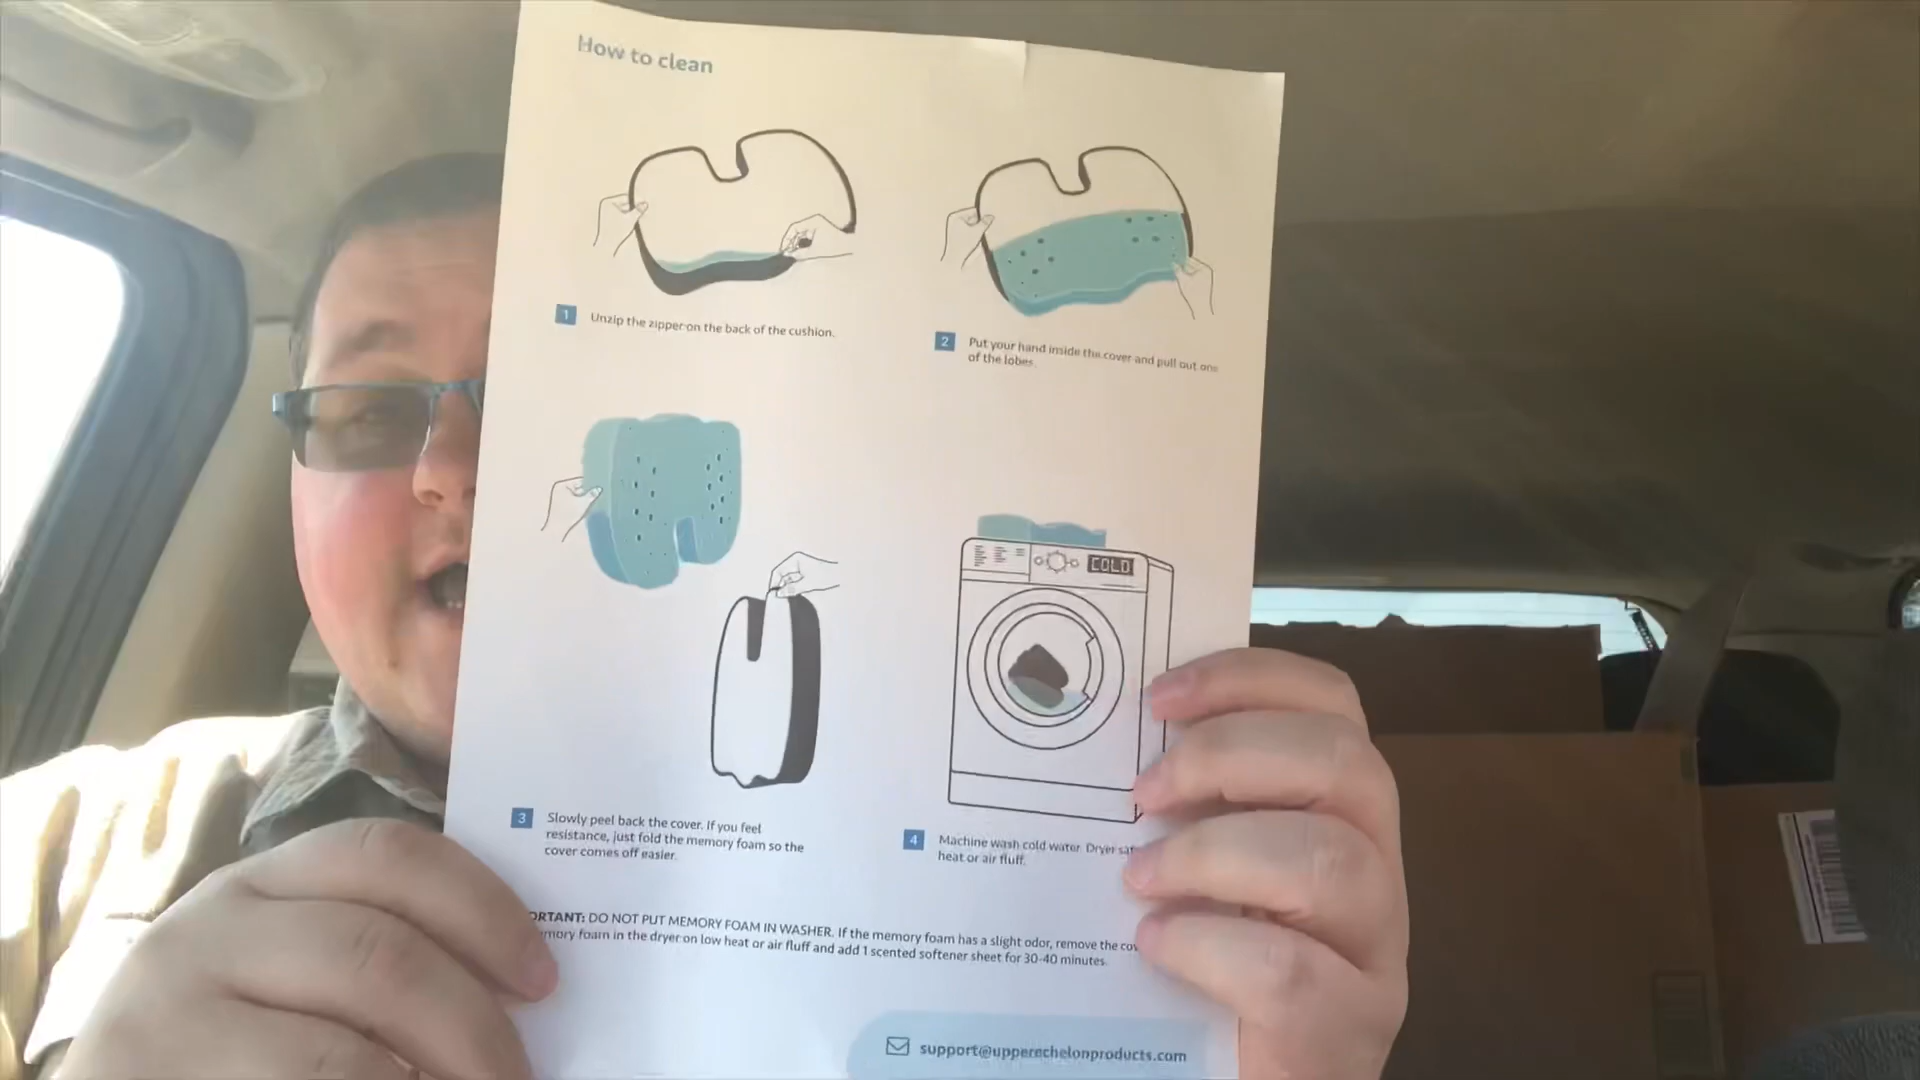 How to clean
1 Unzip the zipper on the back of the cushion.
2 Put your hand inside the cover and pull out one
of the lobes.
COLD
3 Slowly peel back the cover. If you feel
resistance, just fold the memory foam so the
cover comes off easier.
4 Machine wash cold water. Dryer
heat or air fluff.
ORTANT: DO NOT PUT MEMORY FOAM IN WASHER. If the memory foam has a slight odor, remove the
mory foam in the dryer on low heat or air fluff and add 1 scented softener sheet for 30-40 minutes.
support@upperechelonproducts.com